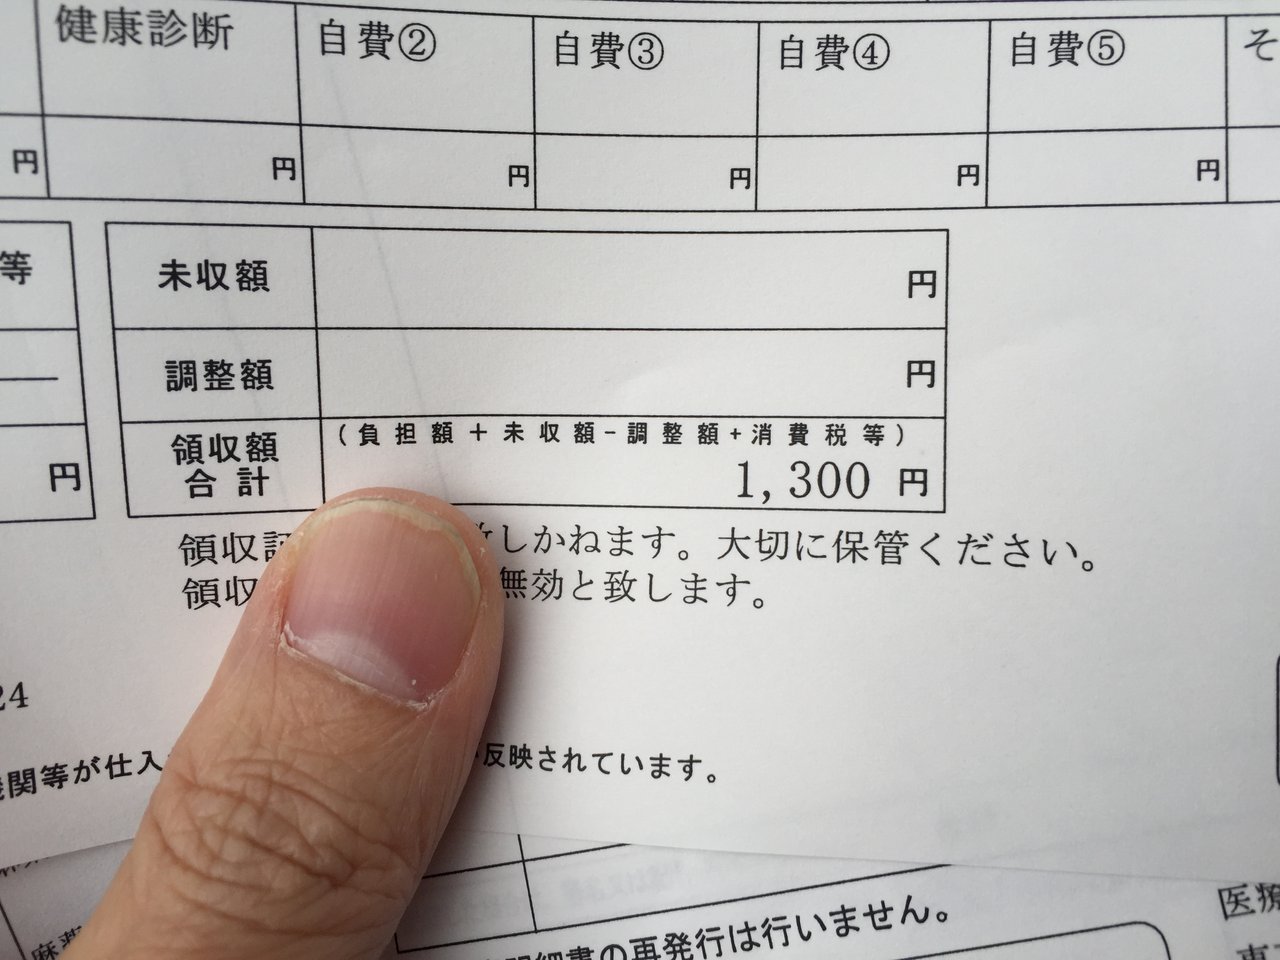 健康診断 自費② 自費③ 自費④ 自費⑤ そ
円 円 円 円 円 円
等 未収額 円
調整額 円
領収額 (負担額+未収額-調整額+消費税等)
合計 1,300 円
円
領収 しかねます。大切に保管ください。
領収 無効と致します。
24
機関等が仕入 反映されています。
の再発行は行いません。
医療